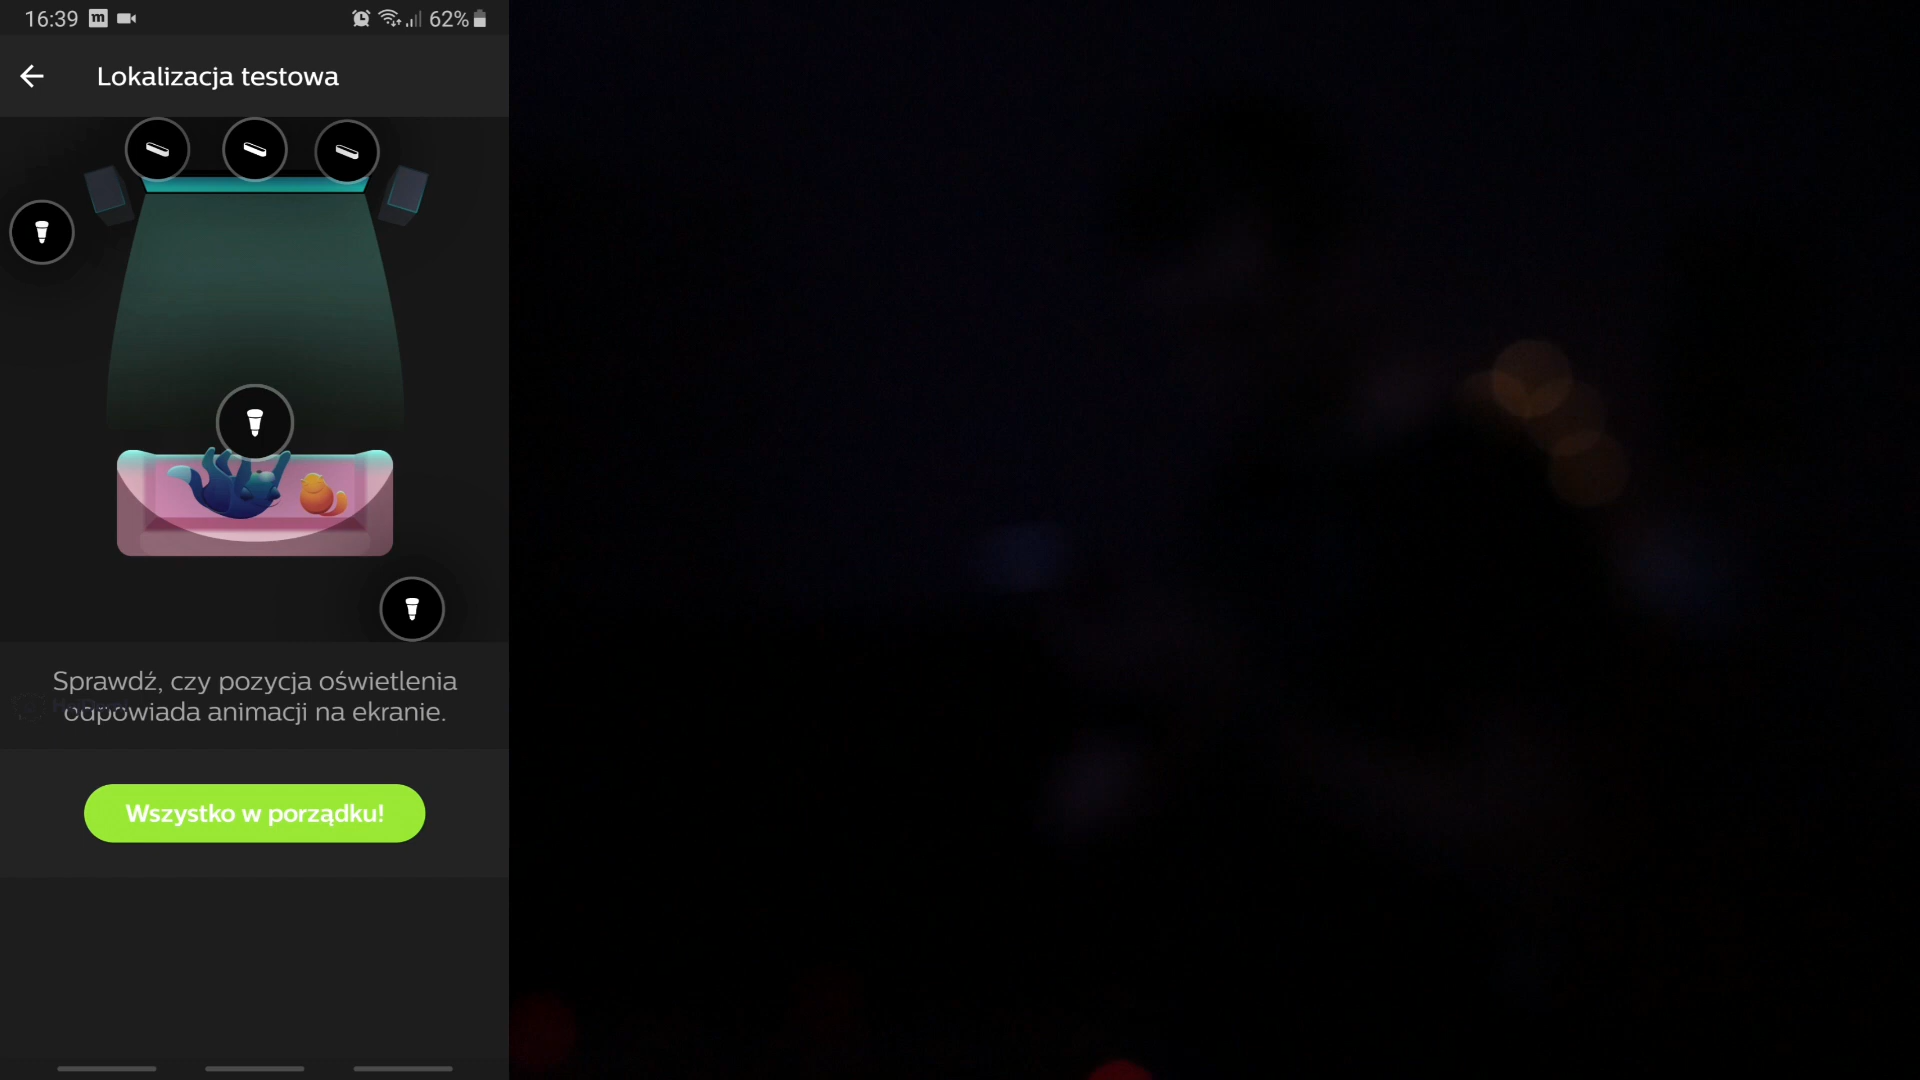 16:39
62%
Lokalizacja testowa
Sprawdź, czy pozycja oświetlenia
odpowiada animacji na ekranie.
Wszystko w porządku!